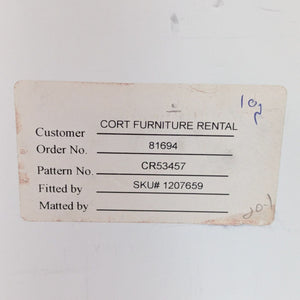 Customer CORT FURNITURE RENTAL
Order No. 81694
Pattern No. CR53457
Fitted by SKU# 1207659
Matted by